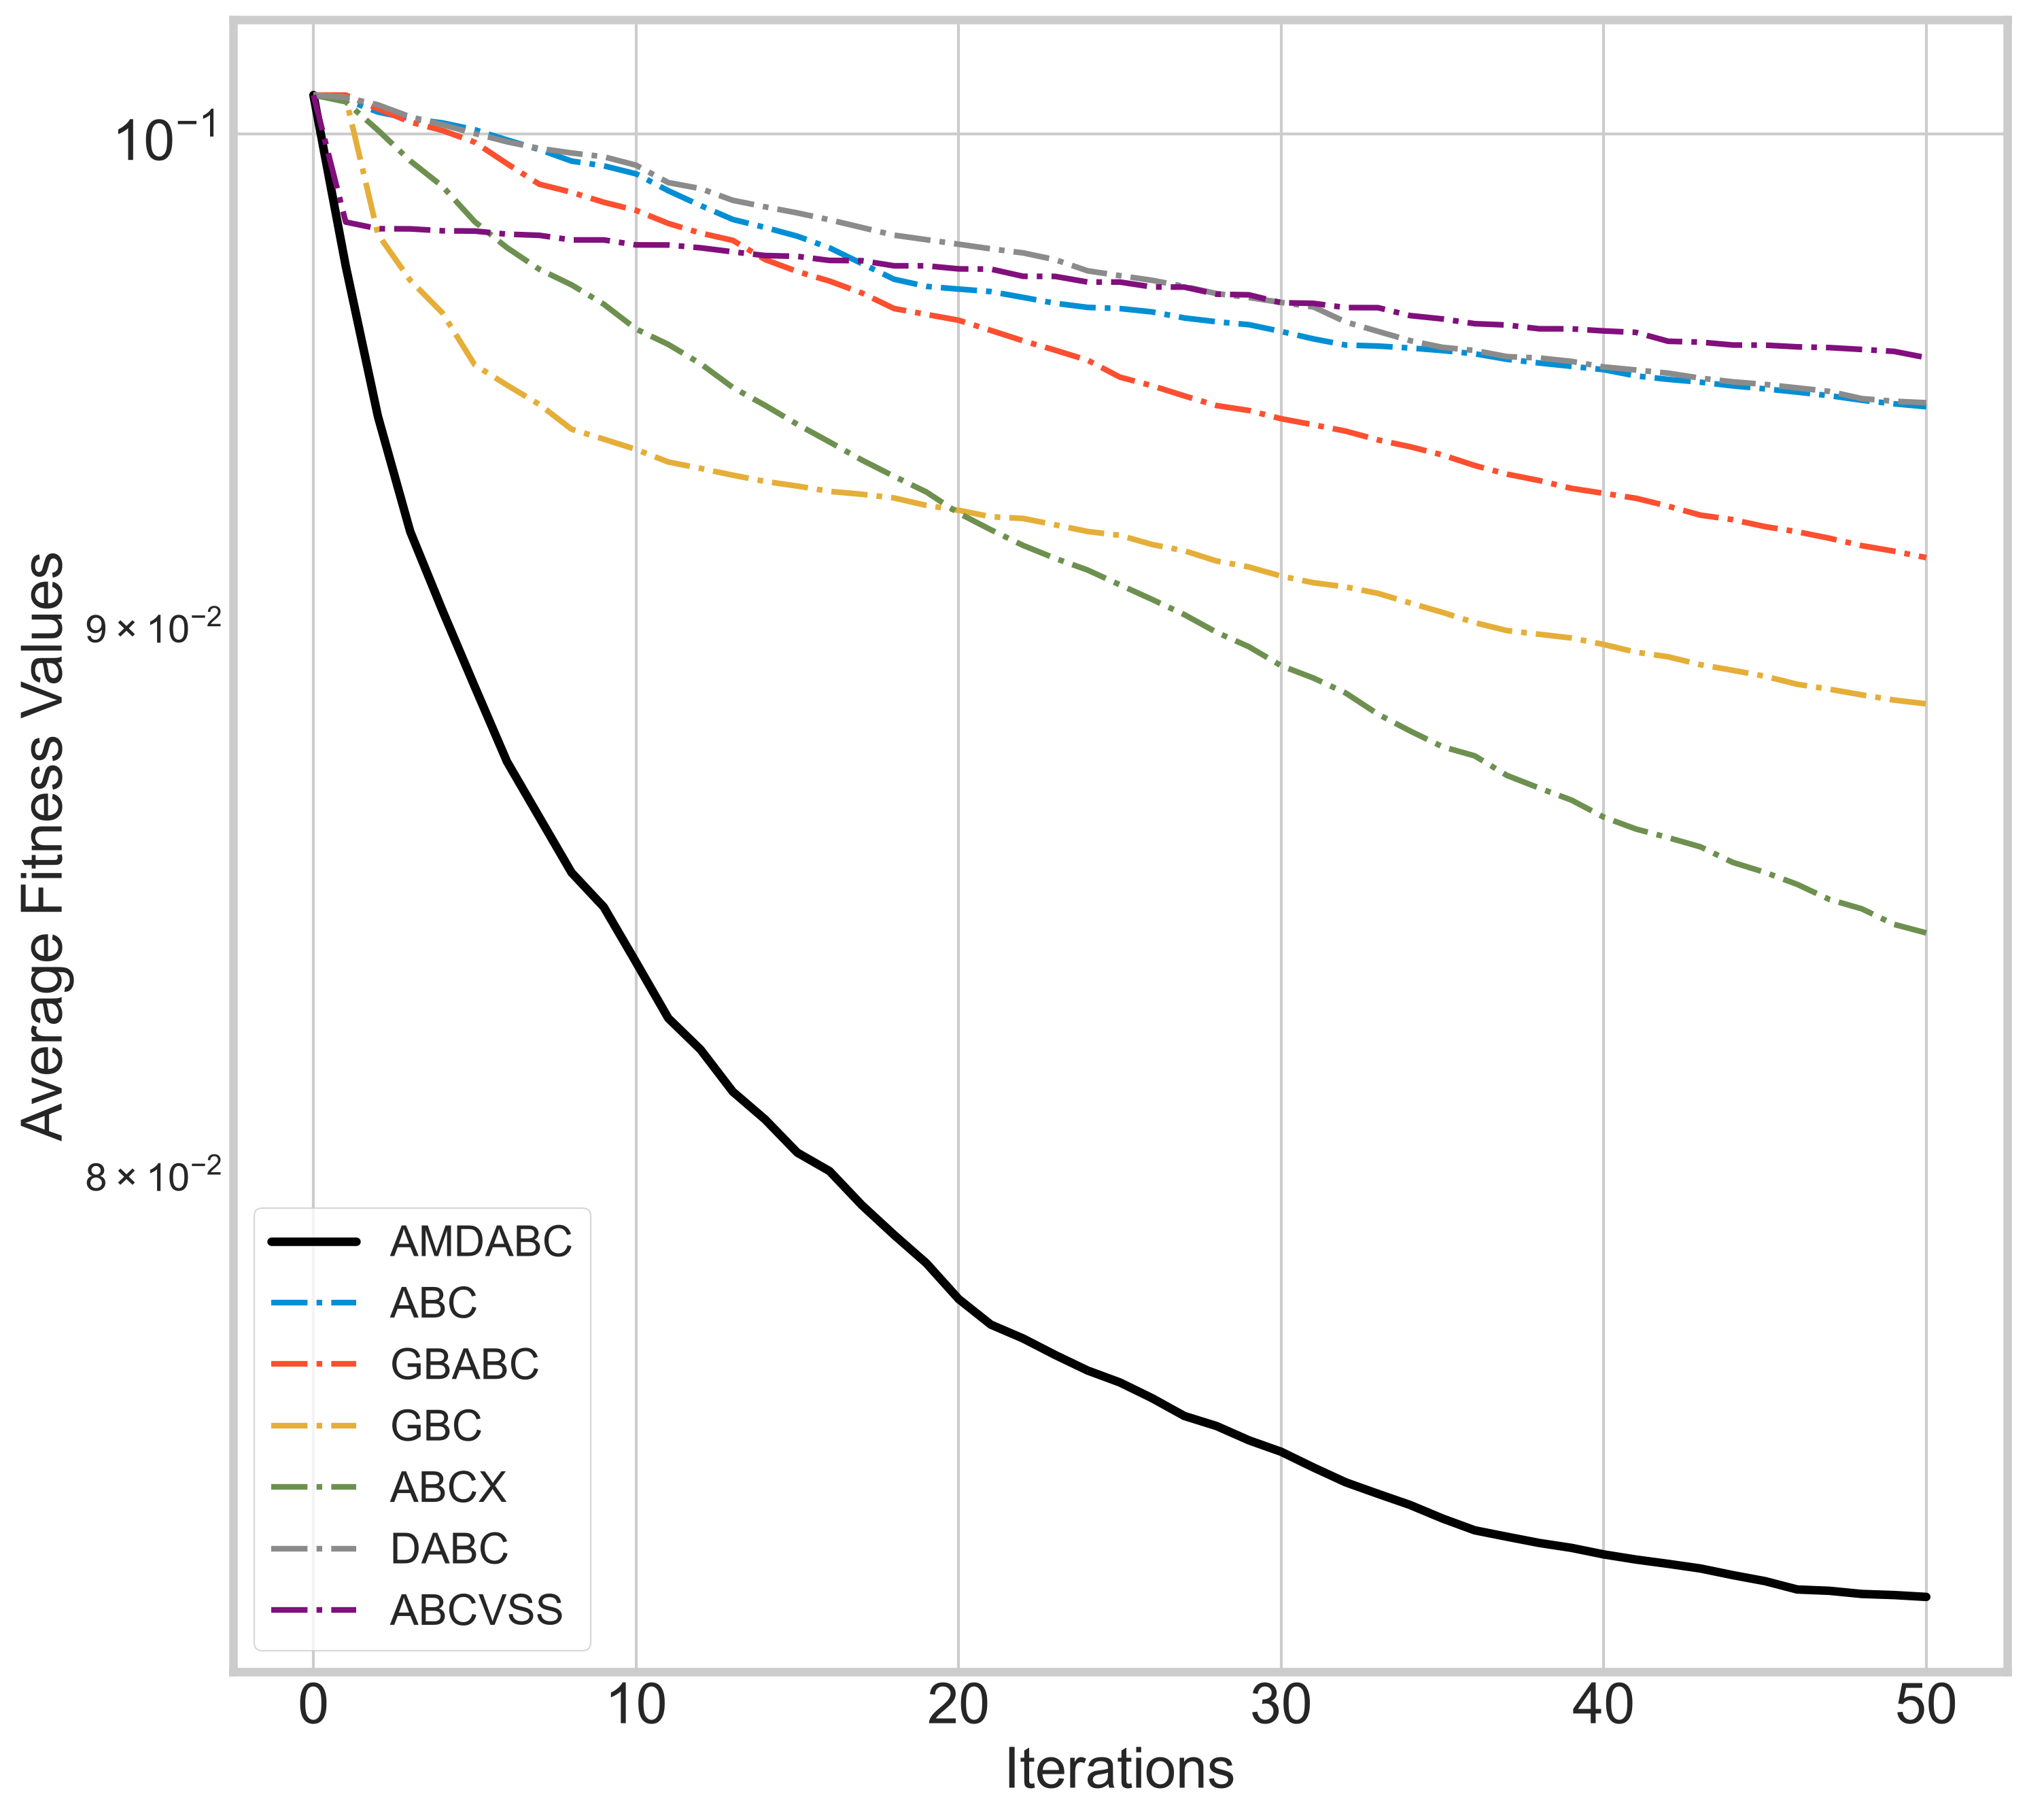 10⁻¹
9 × 10⁻²
8 × 10⁻²
Average Fitness Values
AMDABC
ABC
GBABC
GBC
ABCX
DABC
ABCVSS
0 10 20 30 40 50
Iterations